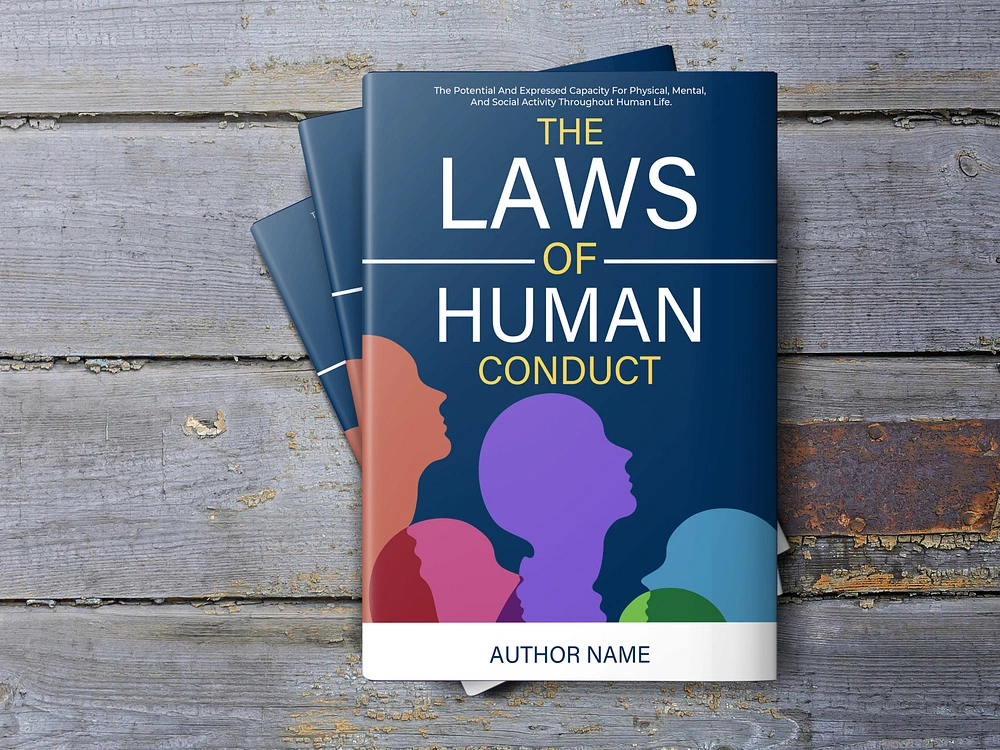 The Potential And Expressed Capacity For Physical, Mental,
And Social Activity Throughout Human Life.
THE
LAWS
OF
HUMAN
CONDUCT
AUTHOR NAME